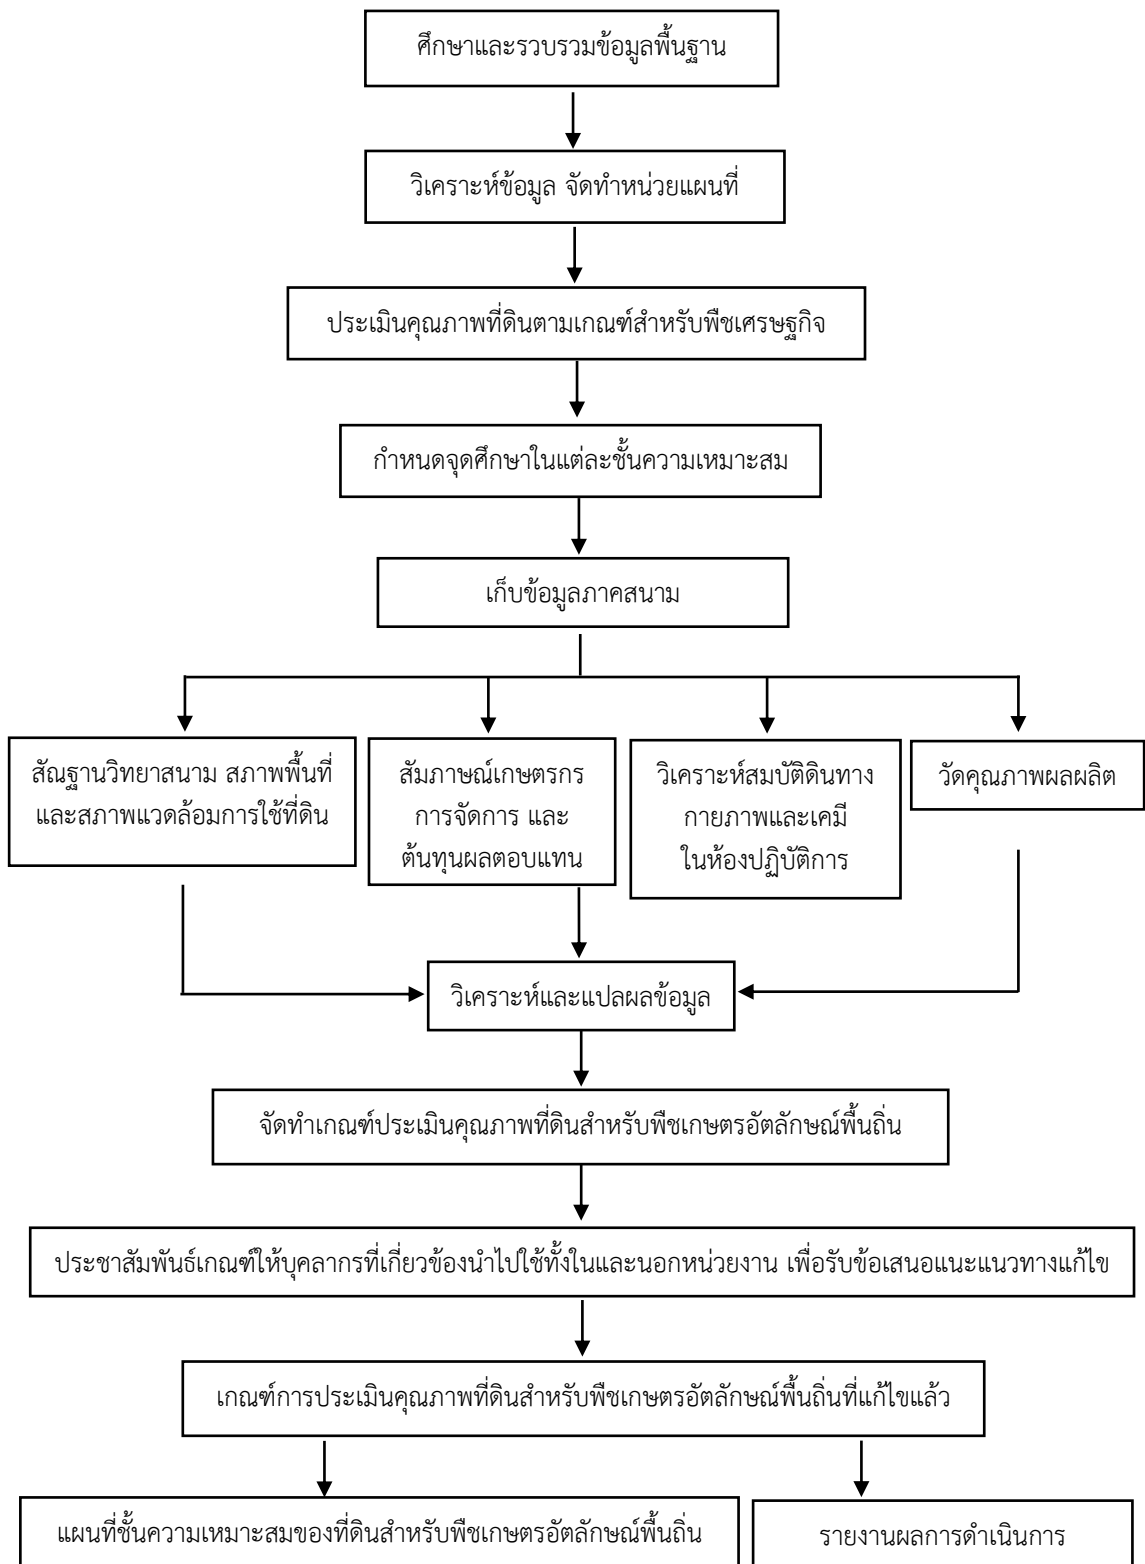 ศึกษาและรวบรวมข้อมูลพื้นฐาน
วิเคราะห์ข้อมูล จัดทำหน่วยแผนที่
ประเมินคุณภาพที่ดินตามเกณฑ์สำหรับพืชเศรษฐกิจ
กำหนดจุดศึกษาในแต่ละชั้นความเหมาะสม
เก็บข้อมูลภาคสนาม
สัณฐานวิทยาสนาม สภาพพื้นที่
และสภาพแวดล้อมการใช้ที่ดิน
สัมภาษณ์เกษตรกร
การจัดการ และ
ต้นทุนผลตอบแทน
วิเคราะห์สมบัติดินทาง
กายภาพและเคมี
ในห้องปฏิบัติการ
วัดคุณภาพผลผลิต
วิเคราะห์และแปลผลข้อมูล
จัดทำเกณฑ์ประเมินคุณภาพที่ดินสำหรับพืชเกษตรอัตลักษณ์พื้นถิ่น
ประชาสัมพันธ์เกณฑ์ให้บุคลากรที่เกี่ยวข้องนำไปใช้ทั้งในและนอกหน่วยงาน เพื่อรับข้อเสนอแนะแนวทางแก้ไข
เกณฑ์การประเมินคุณภาพที่ดินสำหรับพืชเกษตรอัตลักษณ์พื้นถิ่นที่แก้ไขแล้ว
แผนที่ชั้นความเหมาะสมของที่ดินสำหรับพืชเกษตรอัตลักษณ์พื้นถิ่น
รายงานผลการดำเนินการ